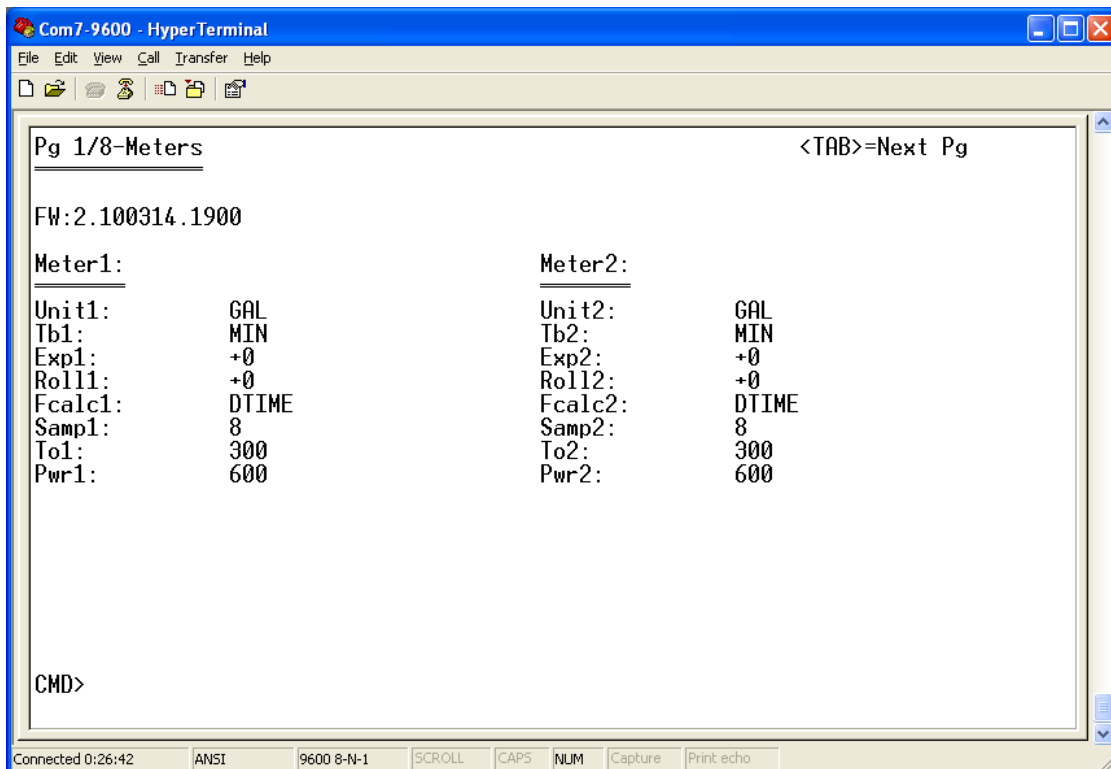 Com7-9600 - HyperTerminal
File Edit View Call Transfer Help
Pg 1/8-Meters <TAB>=Next Pg
FW:2.100314.1900
Meter1: Meter2:
Unit1: GAL Unit2: GAL
Tb1: MIN Tb2: MIN
Exp1: +0 Exp2: +0
Roll1: +0 Roll2: +0
Fcalc1: DTIME Fcalc2: DTIME
Samp1: 8 Samp2: 8
To1: 300 To2: 300
Pwr1: 600 Pwr2: 600
CMD>
Connected 0:26:42 ANSI 9600 8-N-1 SCROLL CAPS NUM Capture Print echo